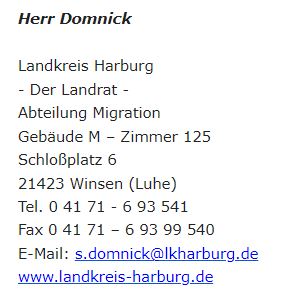 Herr Domnick
Landkreis Harburg
- Der Landrat -
Abteilung Migration
Gebäude M – Zimmer 125
Schloßplatz 6
21423 Winsen (Luhe)
Tel. 0 41 71 - 6 93 541
Fax 0 41 71 – 6 93 99 540
E-Mail: s.domnick@lkharburg.de
www.landkreis-harburg.de